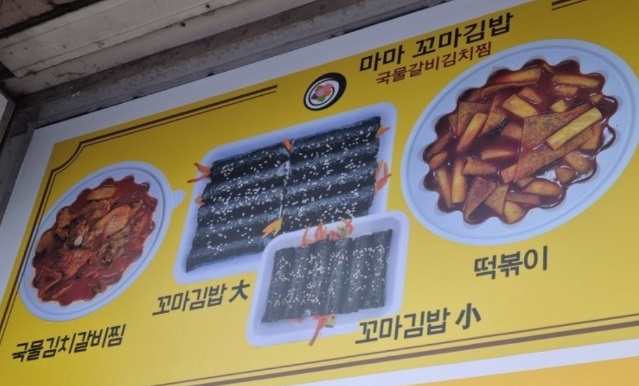 마마 꼬마김밥
국물갈비김치찜
국물김치갈비찜
꼬마김밥 大
꼬마김밥 小
떡볶이